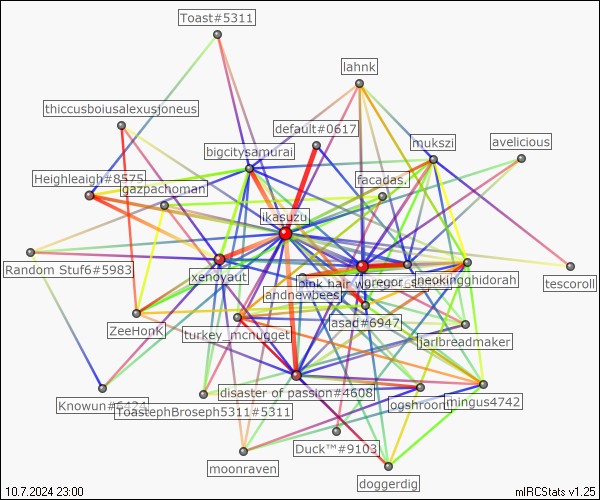 Toast#5311
lahnk
thiccusboiusalexusjoneus
default#0617
mukszi
avelicious
bigcitysamurai
Heighleaigh#8575
gazpachoman
facadas.
ikasuzu
Random Stuf6#5983
xenovaut
gregor
neokingghidorah
tescoroll
pink hair
andnewbees
ZeeHonK
turkey_mcnugget
asad#6947
jarlbreadmaker
disaster of passion#4608
Knowun#6424
ToastephBroseph5311#5311
ogshroom
mingus4742
Duck™#9103
moonraven
doggerdig
10.7.2024 23:00
mIRCStats v1.25